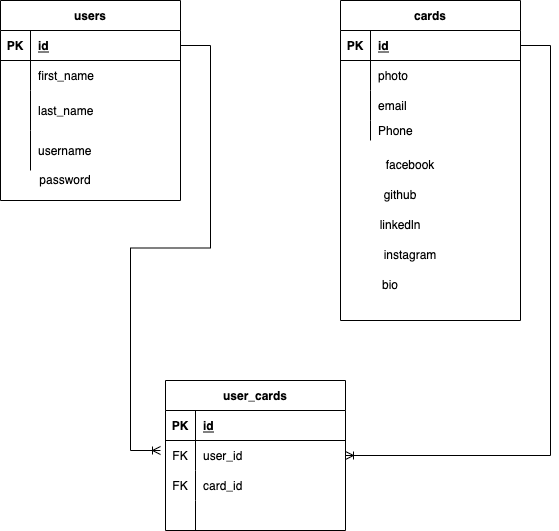 users
PK id
first_name
last_name
username
password
cards
PK id
photo
email
Phone
facebook
github
linkedIn
instagram
bio
user_cards
PK id
FK user_id
FK card_id